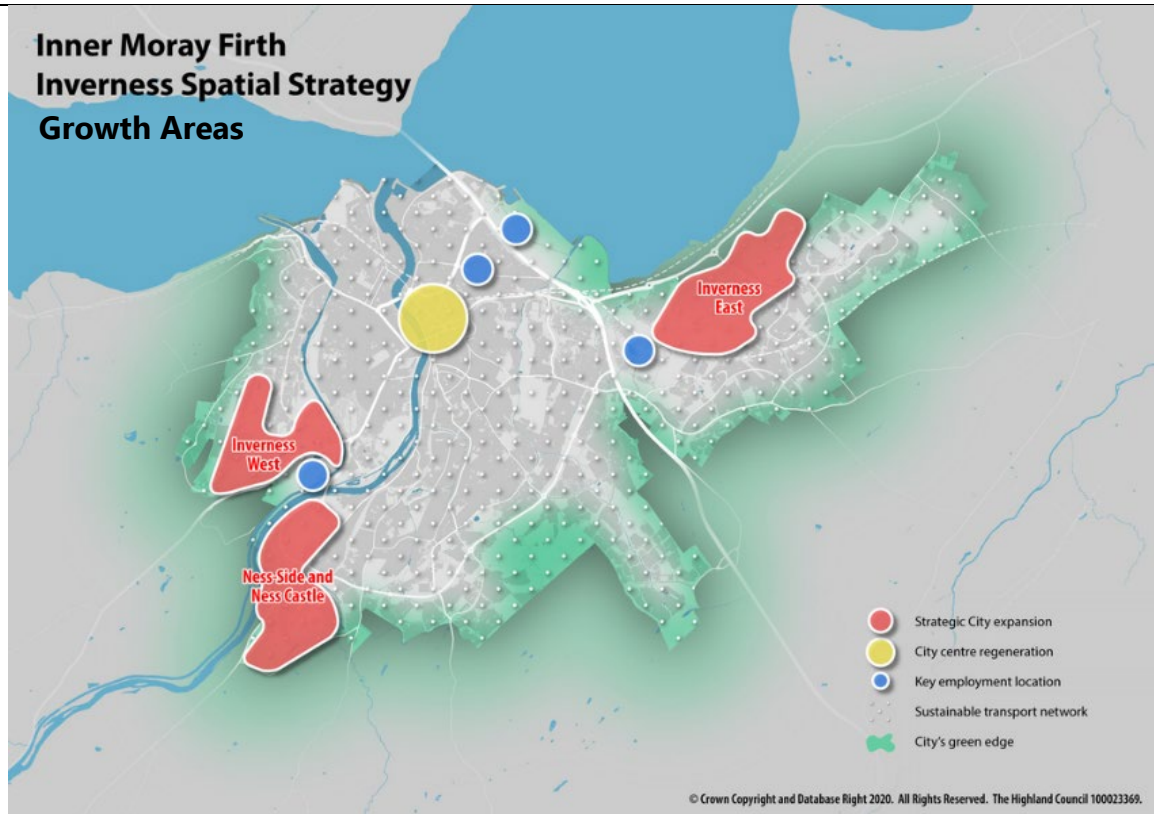 Inner Moray Firth
Inverness Spatial Strategy
Growth Areas
Inverness
East
Inverness
West
Ness-Side and
Ness Castle
Strategic City expansion
City centre regeneration
Key employment location
Sustainable transport network
City's green edge
© Crown Copyright and Database Right 2020. All Rights Reserved. The Highland Council 100023369.